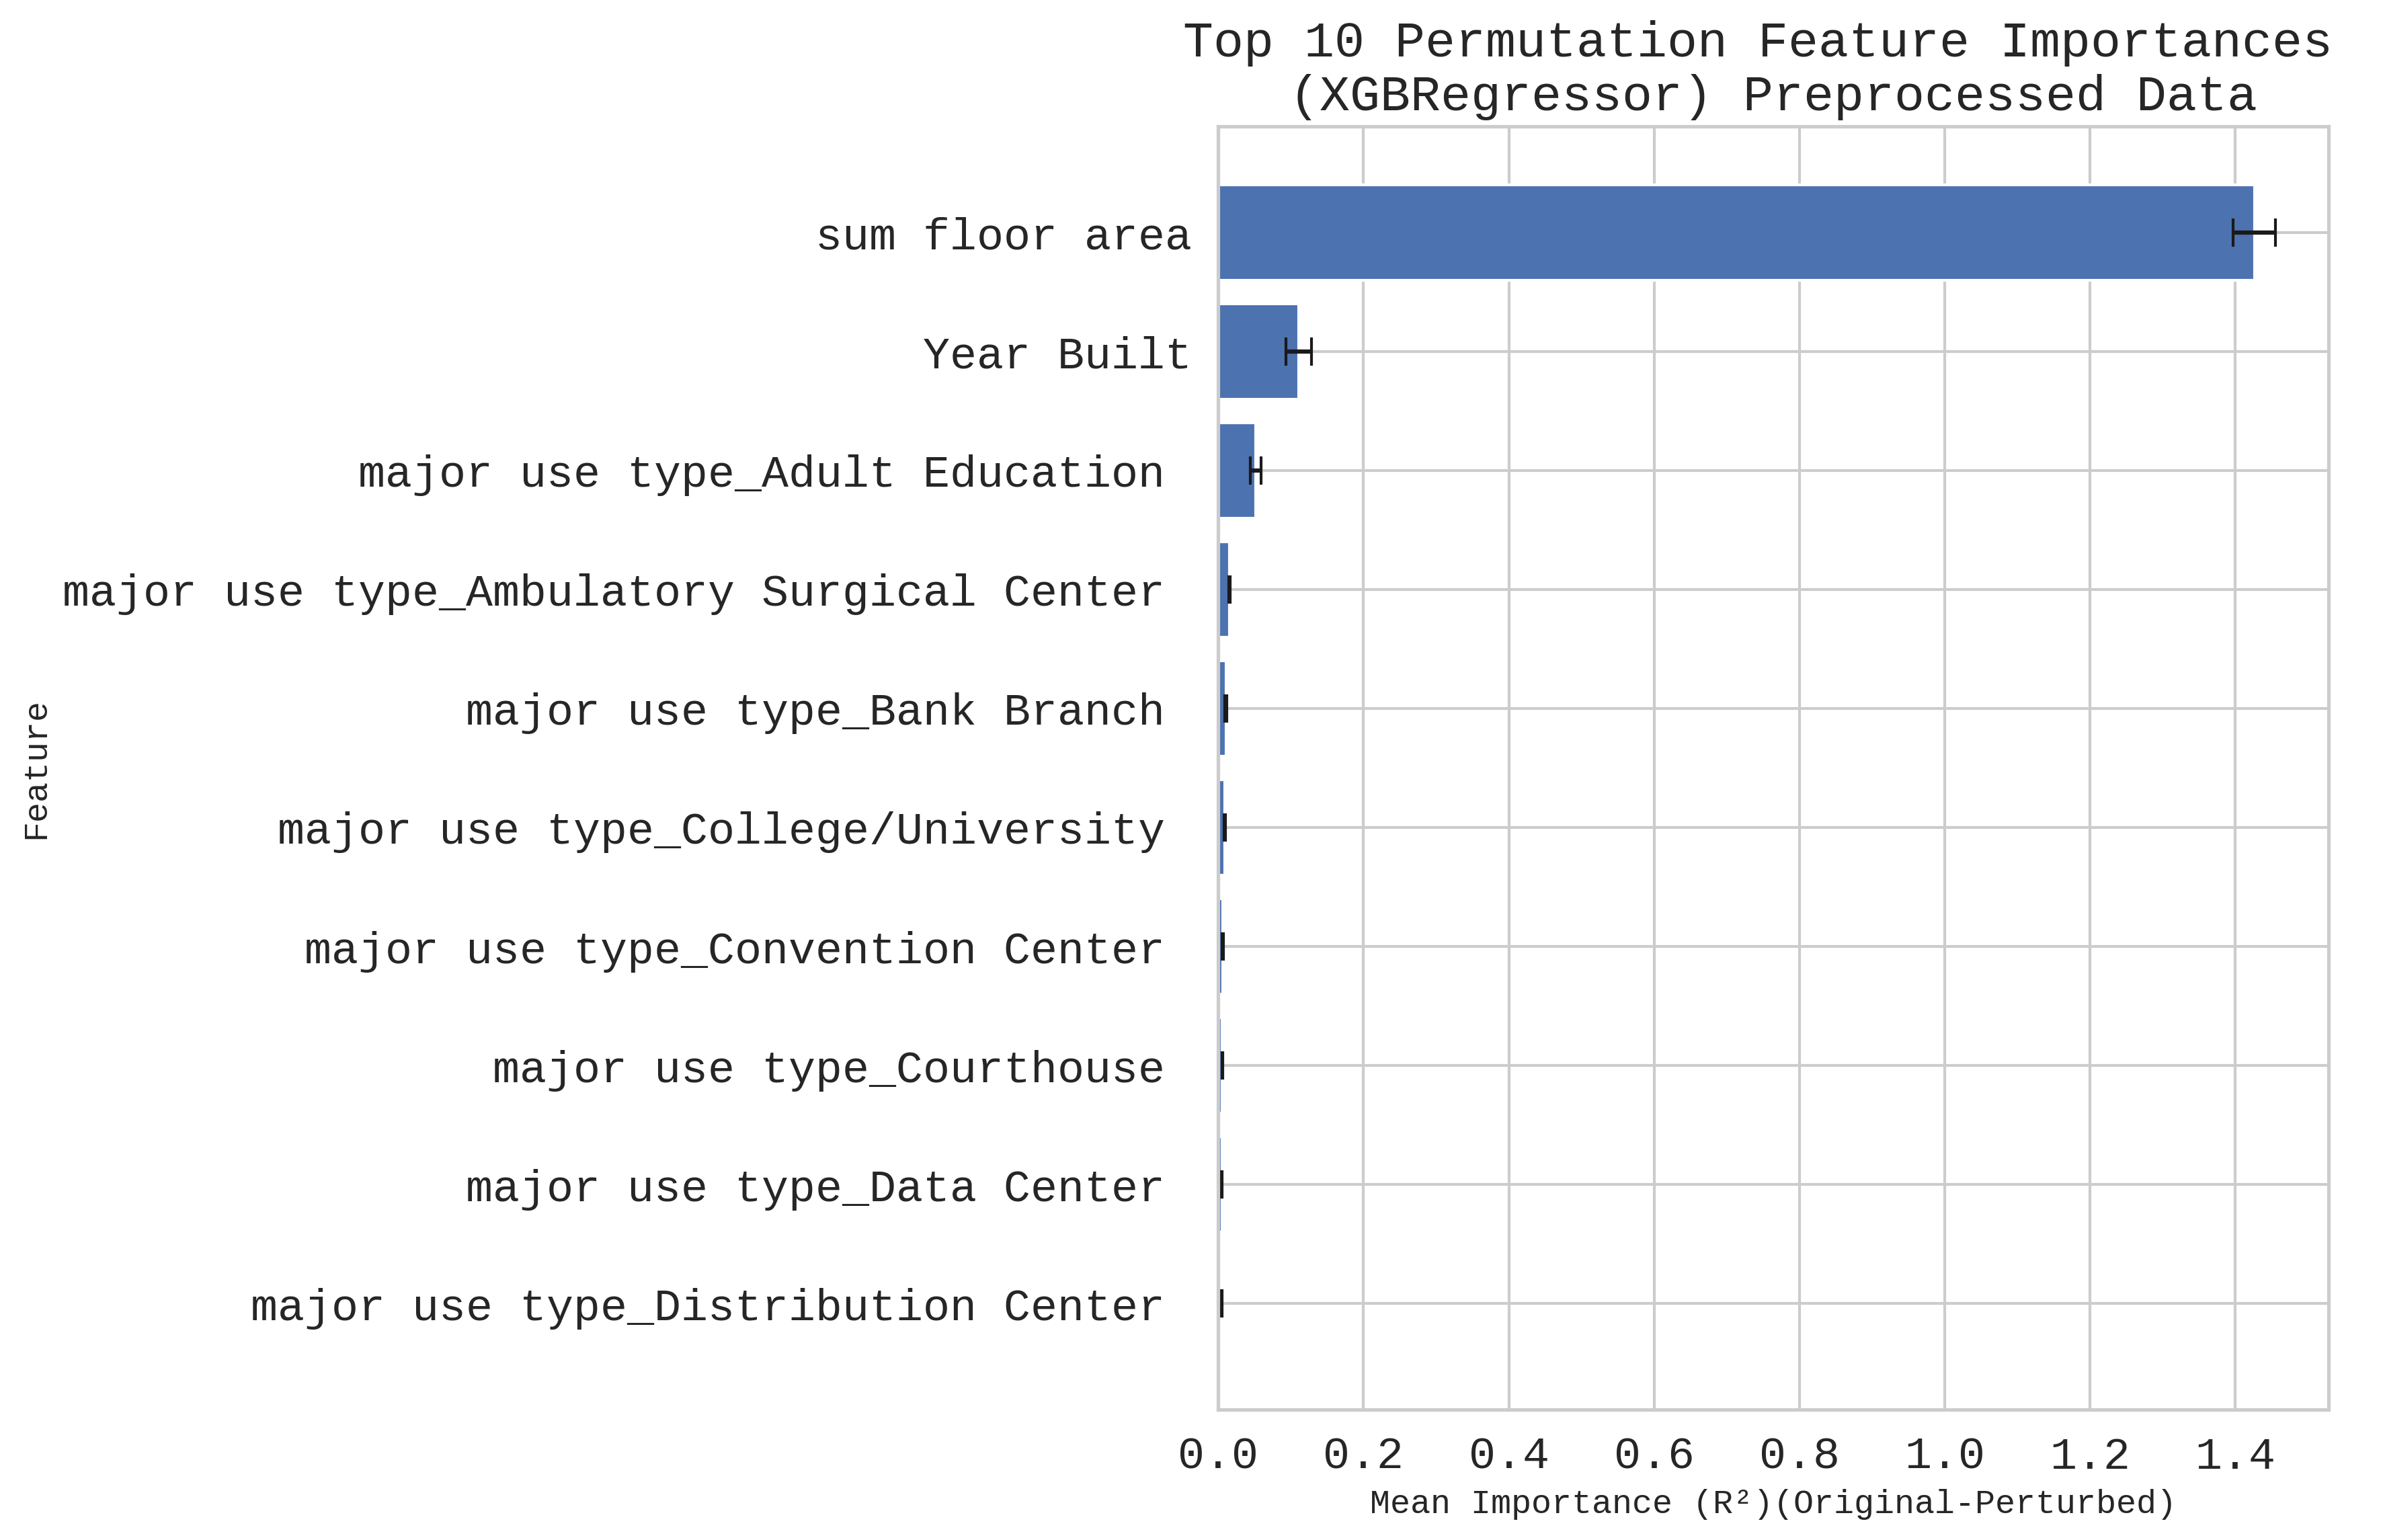 Top 10 Permutation Feature Importances
(XGBRegressor) Preprocessed Data
sum floor area
Year Built
major use type_Adult Education
major use type_Ambulatory Surgical Center
major use type_Bank Branch
major use type_College/University
major use type_Convention Center
major use type_Courthouse
major use type_Data Center
major use type_Distribution Center
Feature
0.0 0.2 0.4 0.6 0.8 1.0 1.2 1.4
Mean Importance (R²)(Original-Perturbed)